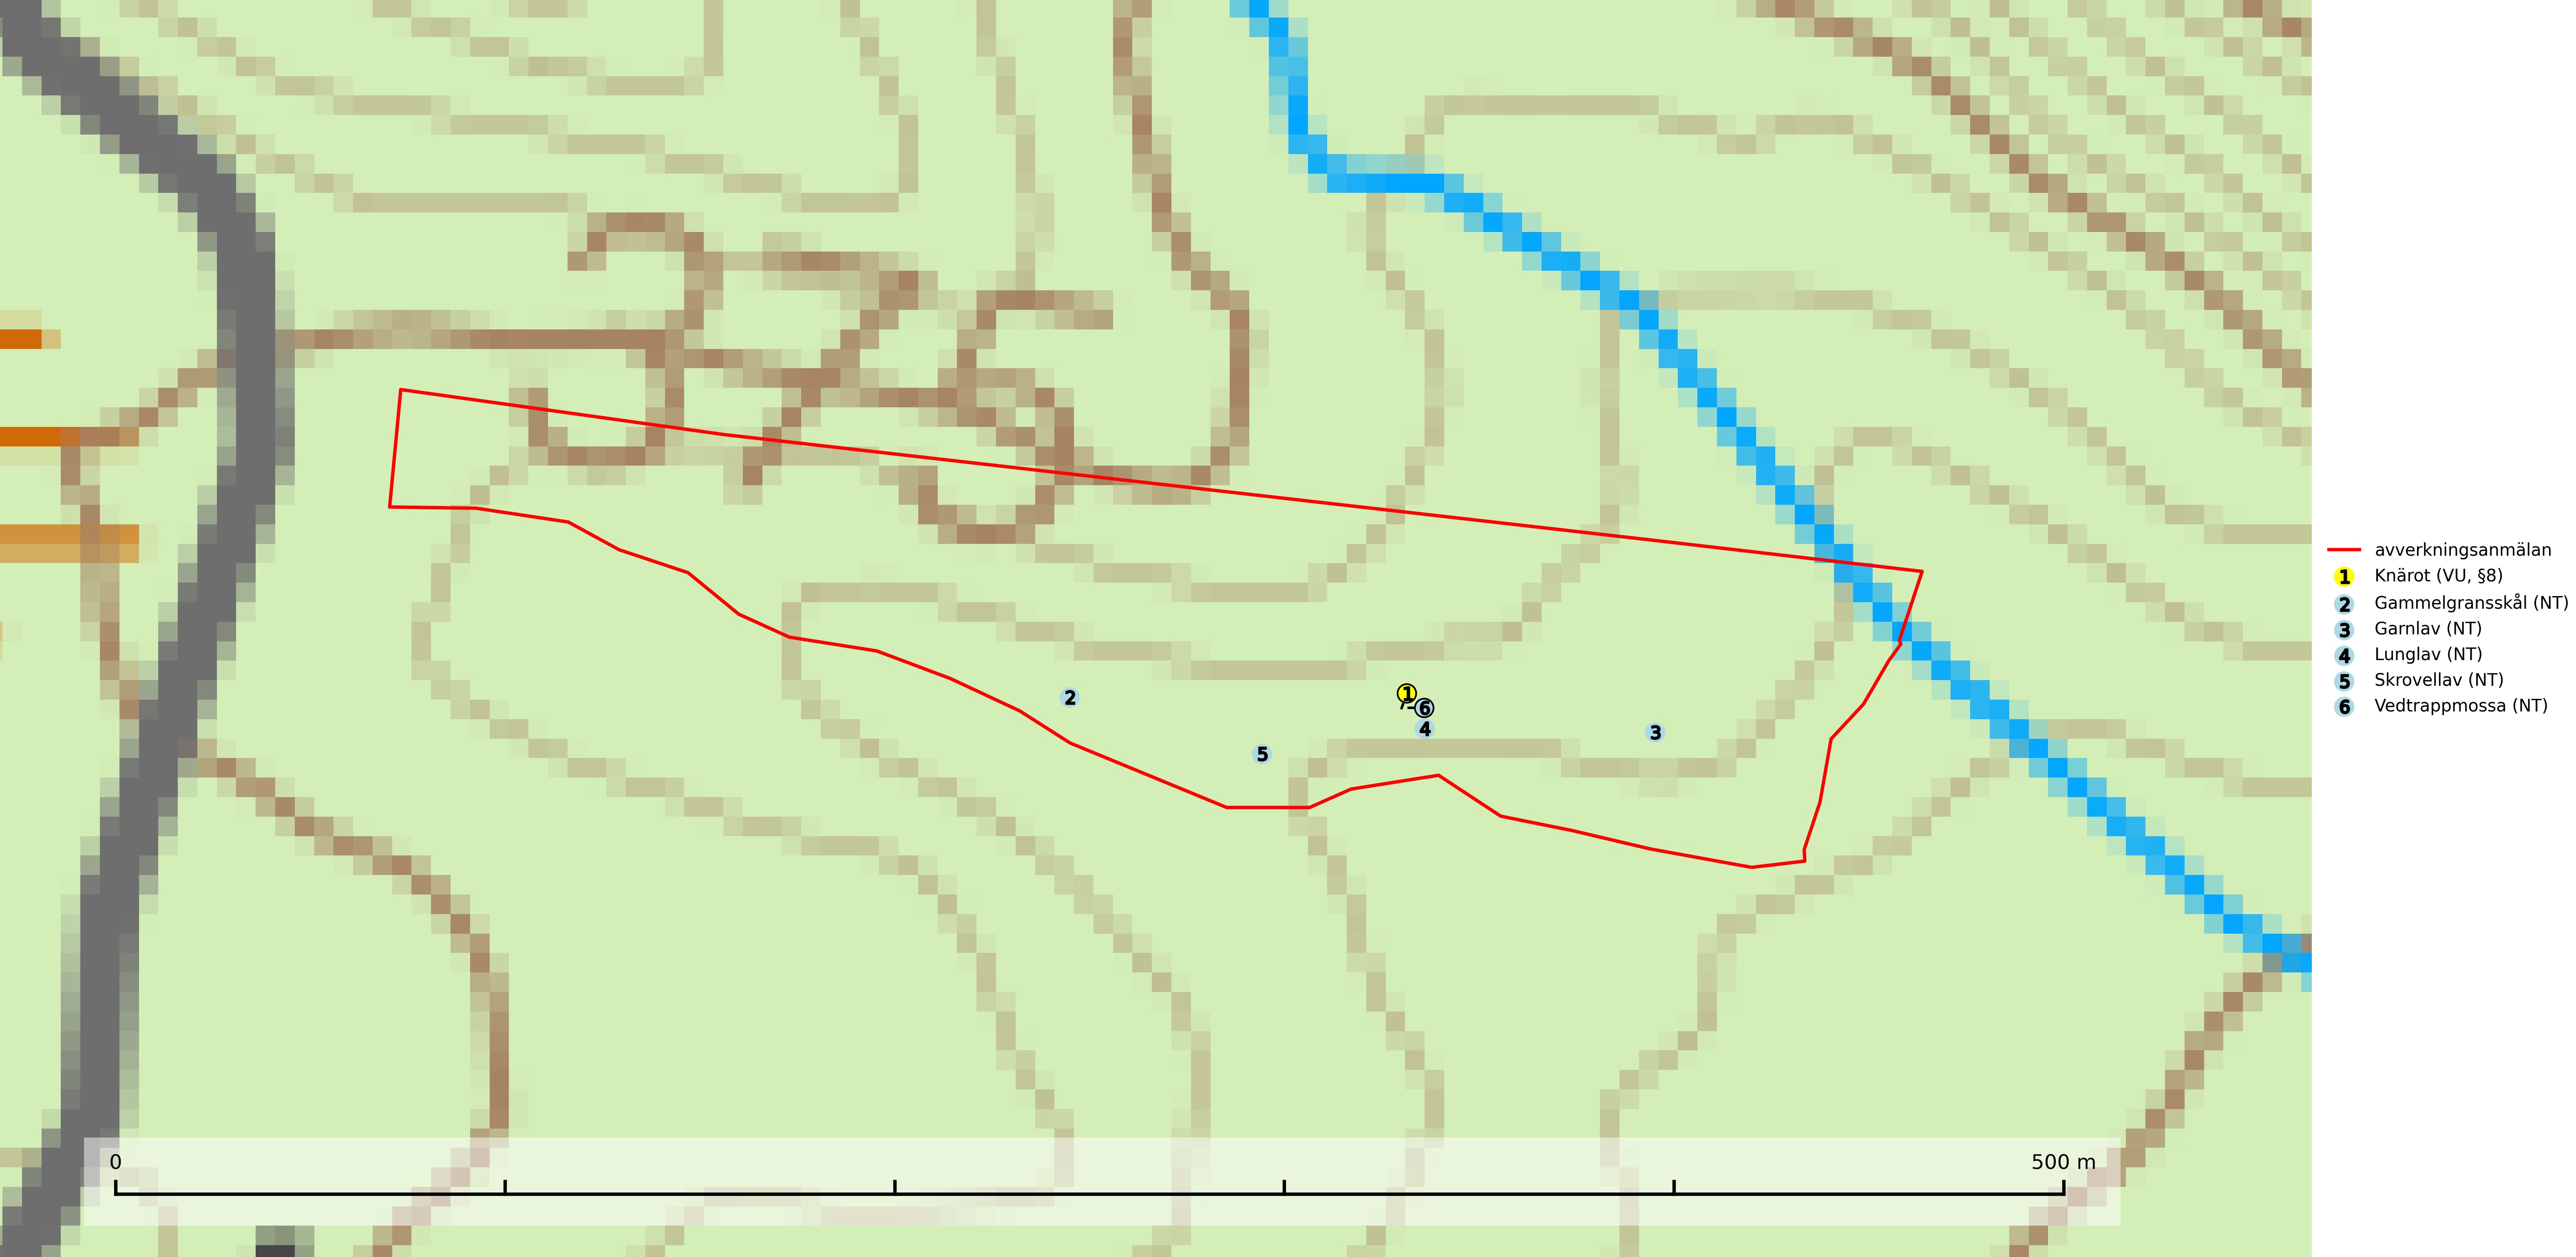 avverkningsanmälan
1 Knärot (VU, §8)
2 Gammelgransskål (NT)
3 Garnlav (NT)
4 Lunglav (NT)
5 Skrovellav (NT)
6 Vedtrappmossa (NT)
1
2
6
4
3
5
0
500 m